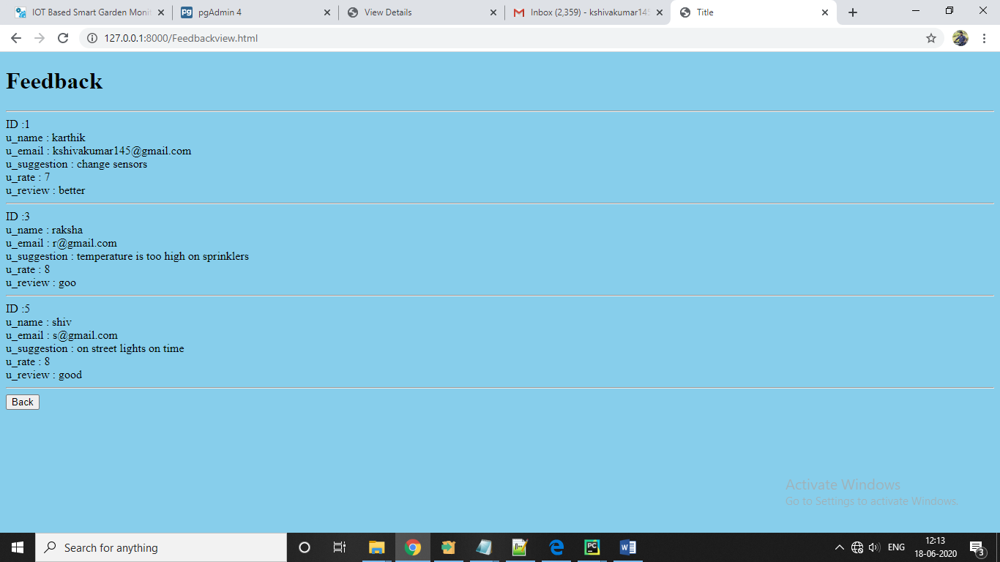 IOT Based Smart Garden Monit
pgAdmin 4
View Details
Inbox (2,359) - kshivakumar145
Title
127.0.0.1:8000/Feedbackview.html
Feedback
ID :1
u_name : karthik
u_email : kshivakumar145@gmail.com
u_suggestion : change sensors
u_rate : 7
u_review : better
ID :3
u_name : raksha
u_email : r@gmail.com
u_suggestion : temperature is too high on sprinklers
u_rate : 8
u_review : goo
ID :5
u_name : shiv
u_email : s@gmail.com
u_suggestion : on street lights on time
u_rate : 8
u_review : good
Back
Activate Windows
Go to Settings to activate Windows.
Search for anything
ENG
12:13
18-06-2020
3